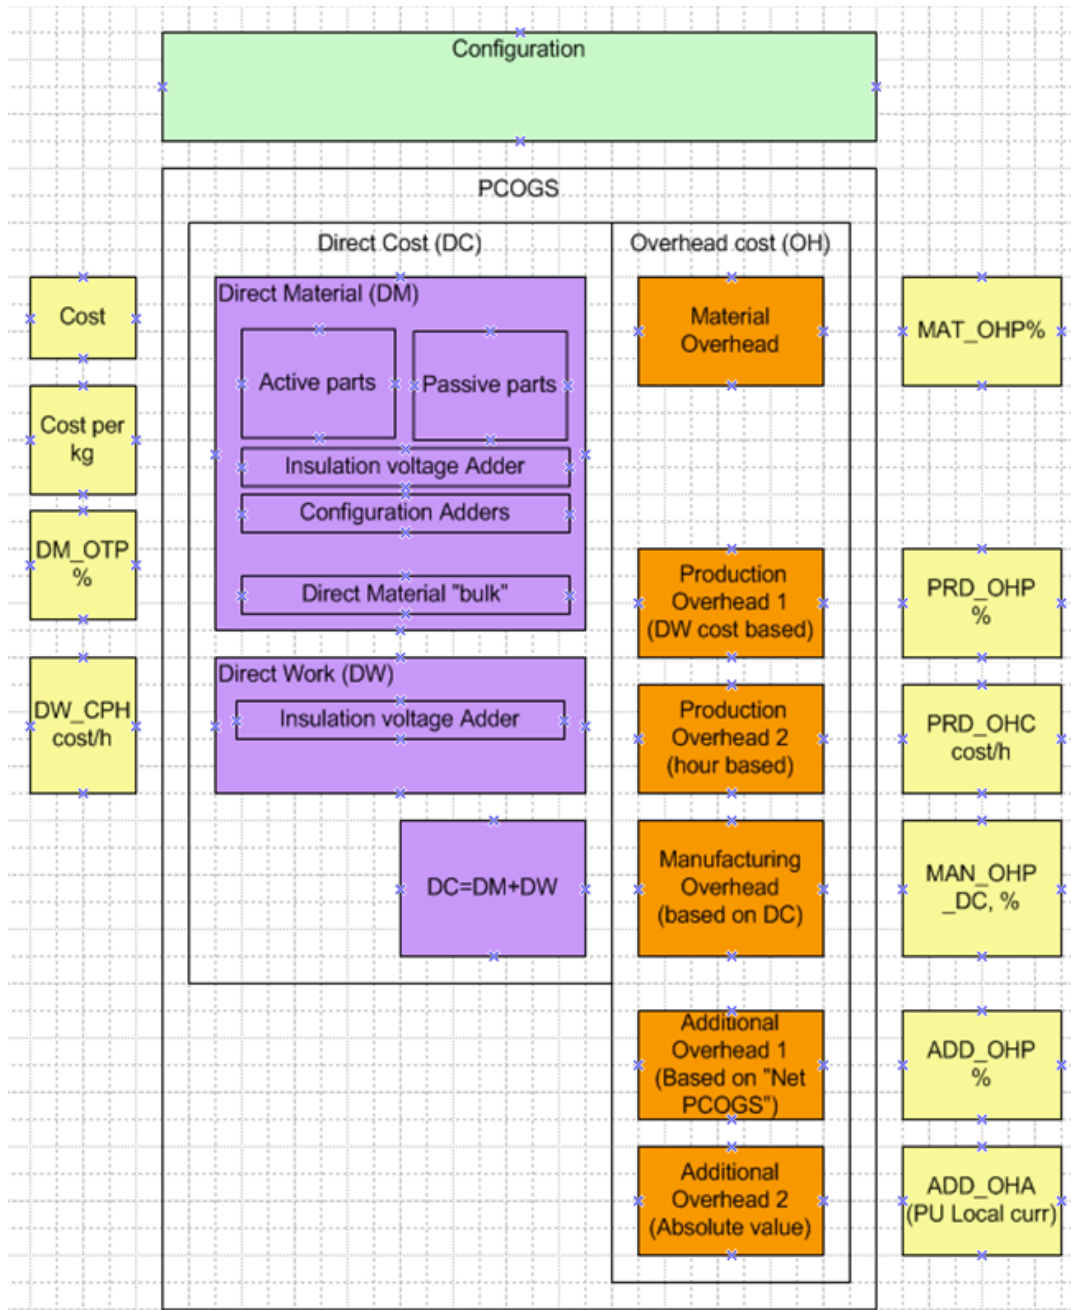 Configuration
PCOGS
Direct Cost (DC)
Overhead cost (OH)
Cost
Cost per
kg
DM_OTP
%
DW_CPH
cost/h
Direct Material (DM)
Active parts
Passive parts
Insulation voltage Adder
Configuration Adders
Direct Material "bulk"
Direct Work (DW)
Insulation voltage Adder
DC=DM+DW
Material
Overhead
Production
Overhead 1
(DW cost based)
Production
Overhead 2
(hour based)
Manufacturing
Overhead
(based on DC)
Additional
Overhead 1
(Based on "Net
PCOGS")
Additional
Overhead 2
(Absolute value)
MAT_OHP%
PRD_OHP
%
PRD_OHC
cost/h
MAN_OHP
_DC, %
ADD_OHP
%
ADD_OHA
(PU Local curr)